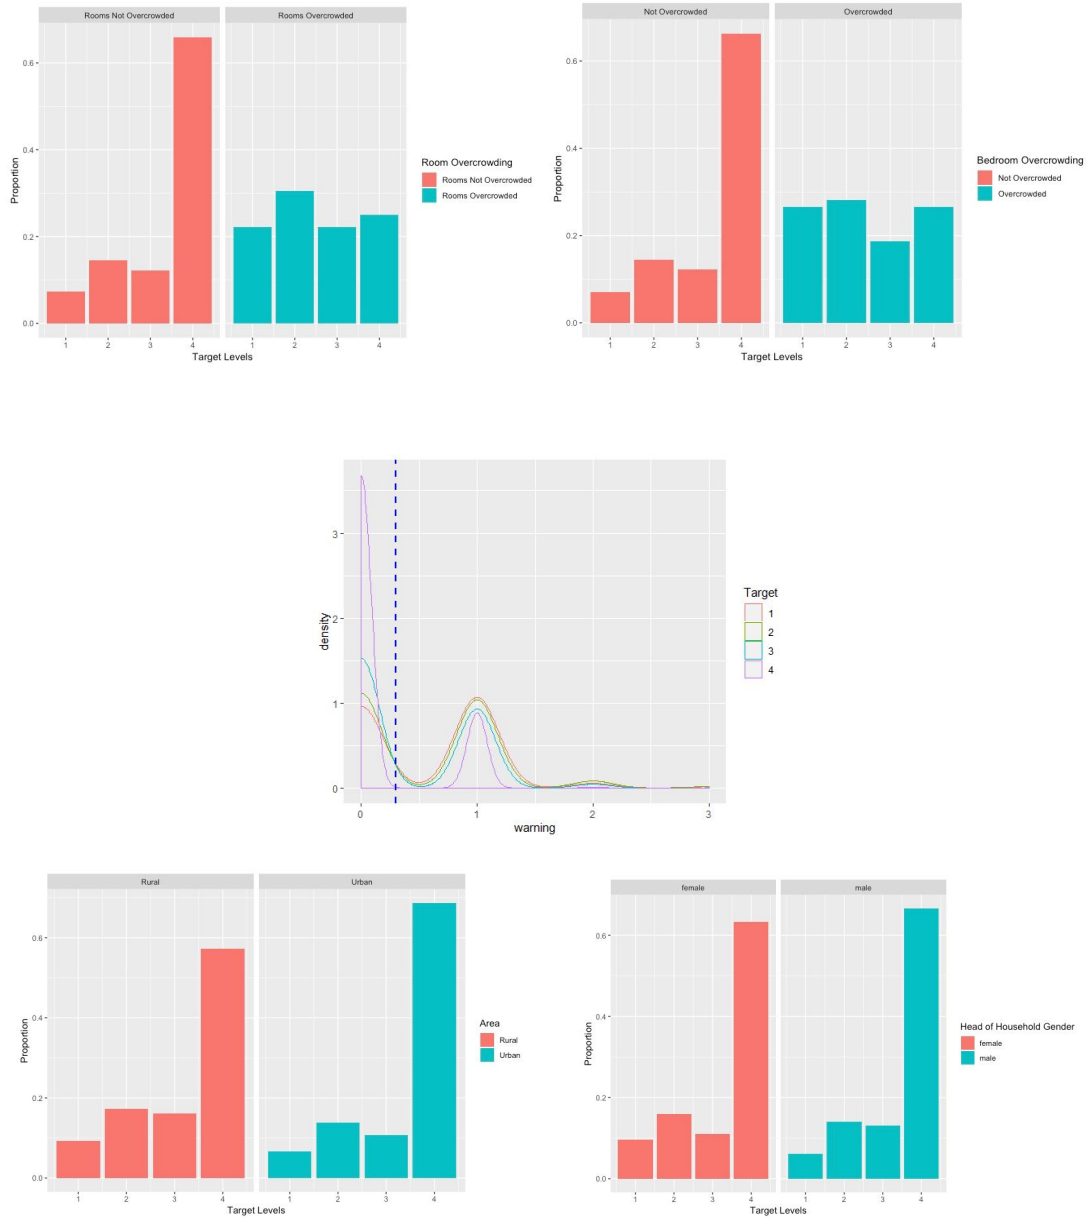 Rooms Not Overcrowded
Rooms Overcrowded
Proportion
0.6
0.4
0.2
0.0
1
2
3
4
1
2
3
4
Target Levels
Room Overcrowding
Rooms Not Overcrowded
Rooms Overcrowded
Not Overcrowded
Overcrowded
Proportion
0.6
0.4
0.2
0.0
1
2
3
4
1
2
3
4
Target Levels
Bedroom Overcrowding
Not Overcrowded
Overcrowded
density
3
2
1
0
0
1
2
3
warning
Target
1
2
3
4
Rural
Urban
Proportion
0.6
0.4
0.2
0.0
1
2
3
4
1
2
3
4
Target Levels
Area
Rural
Urban
female
male
Proportion
0.6
0.4
0.2
0.0
1
2
3
4
1
2
3
4
Target Levels
Head of Household Gender
female
male